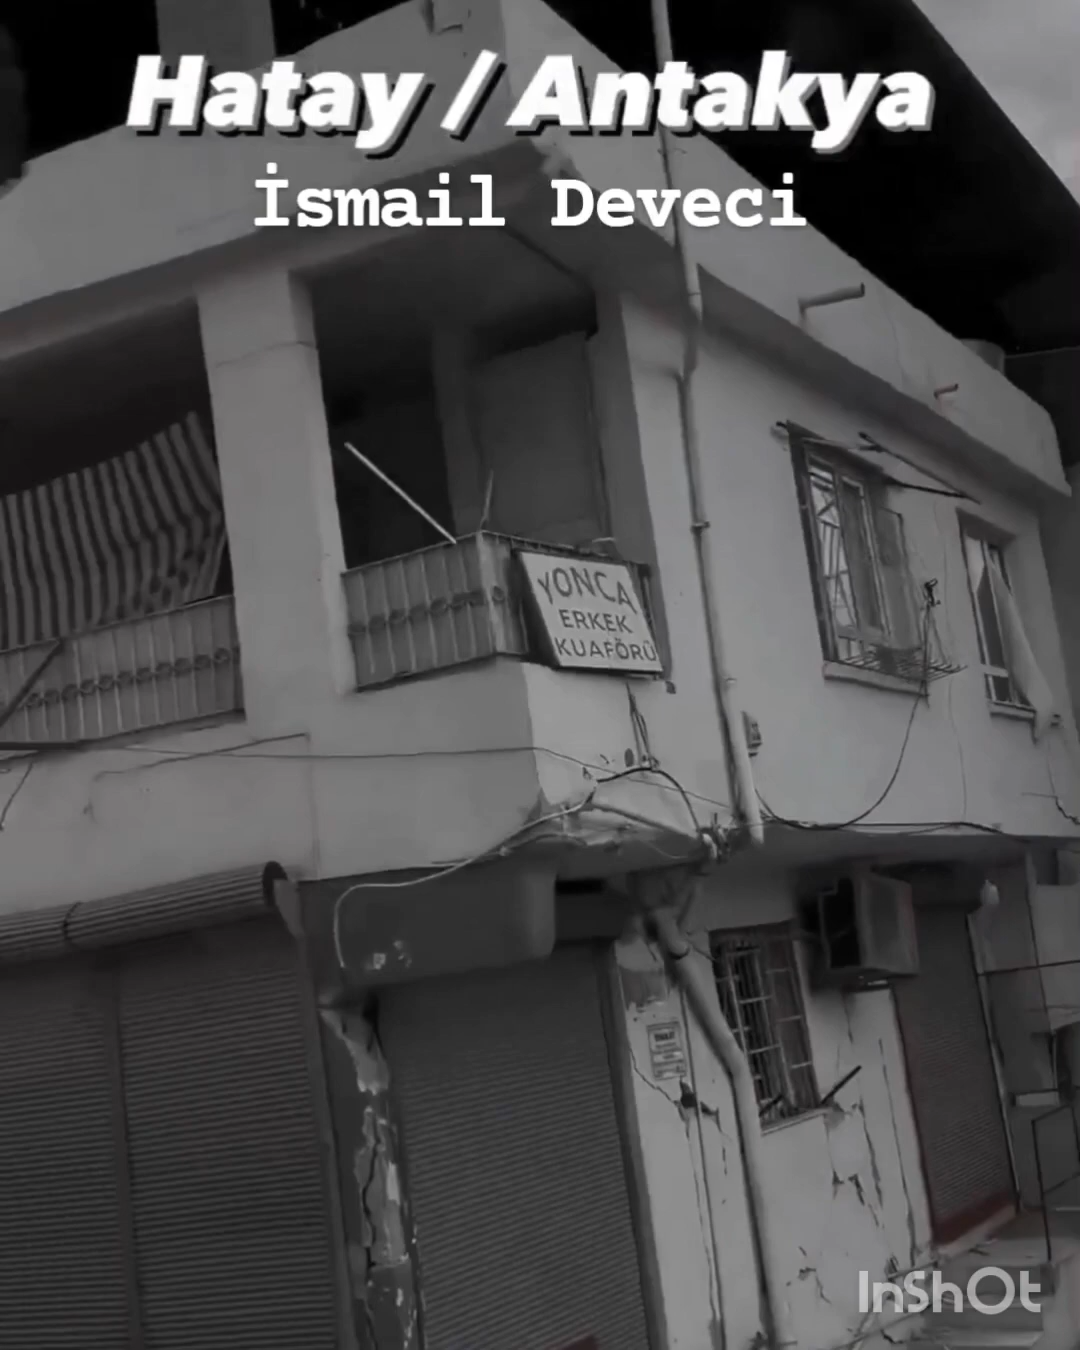 Hatay / Antakya
İsmail Deveci
YONCA
ERKEK
KUAFÖRÜ
InShOt